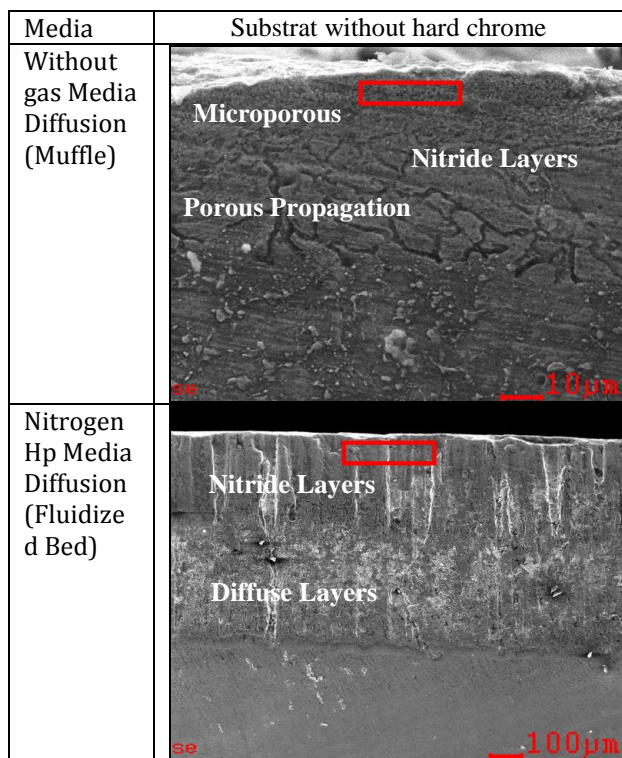 Media
Substrat without hard chrome
Without
gas Media
Diffusion
(Muffle)
Microporous
Nitride Layers
Porous Propagation
se
10µm
Nitrogen
Hp Media
Diffusion
(Fluidize
d Bed)
Nitride Layers
Diffuse Layers
se
100µm